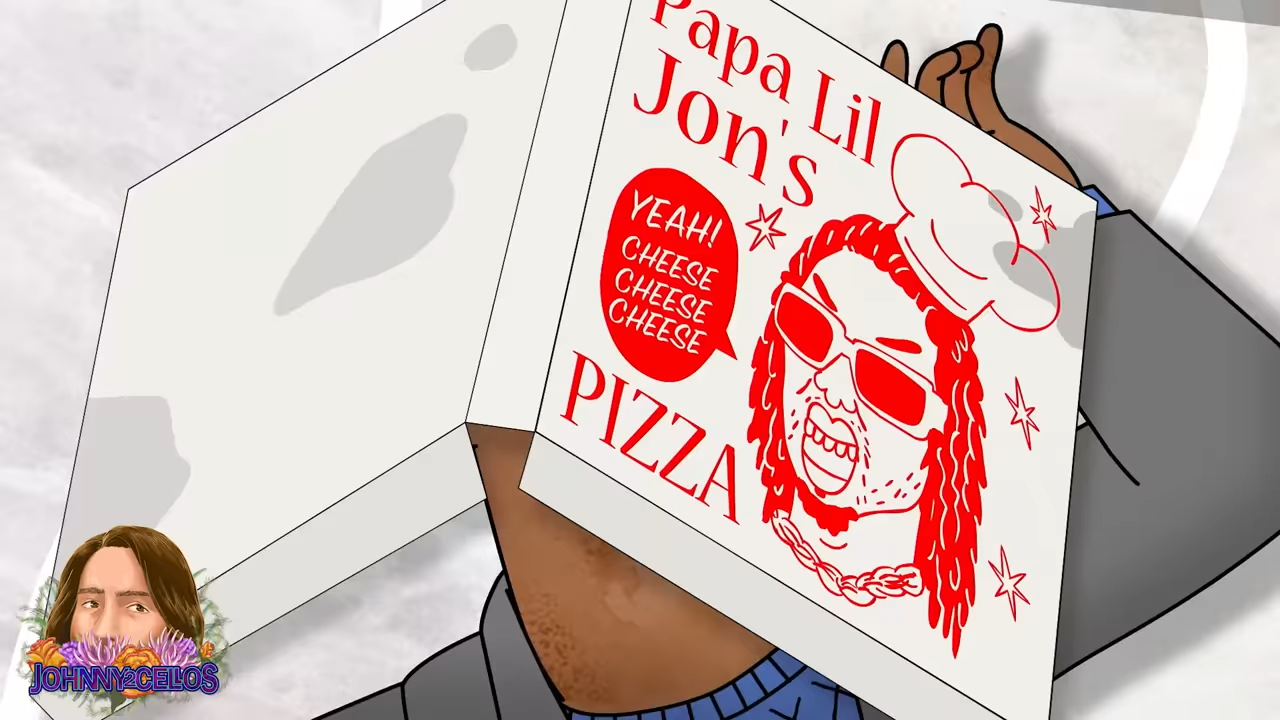 Papa Lil
Jon's
YEAH!
CHEESE
CHEESE
CHEESE
PIZZA
JOHNNY2CELLOS